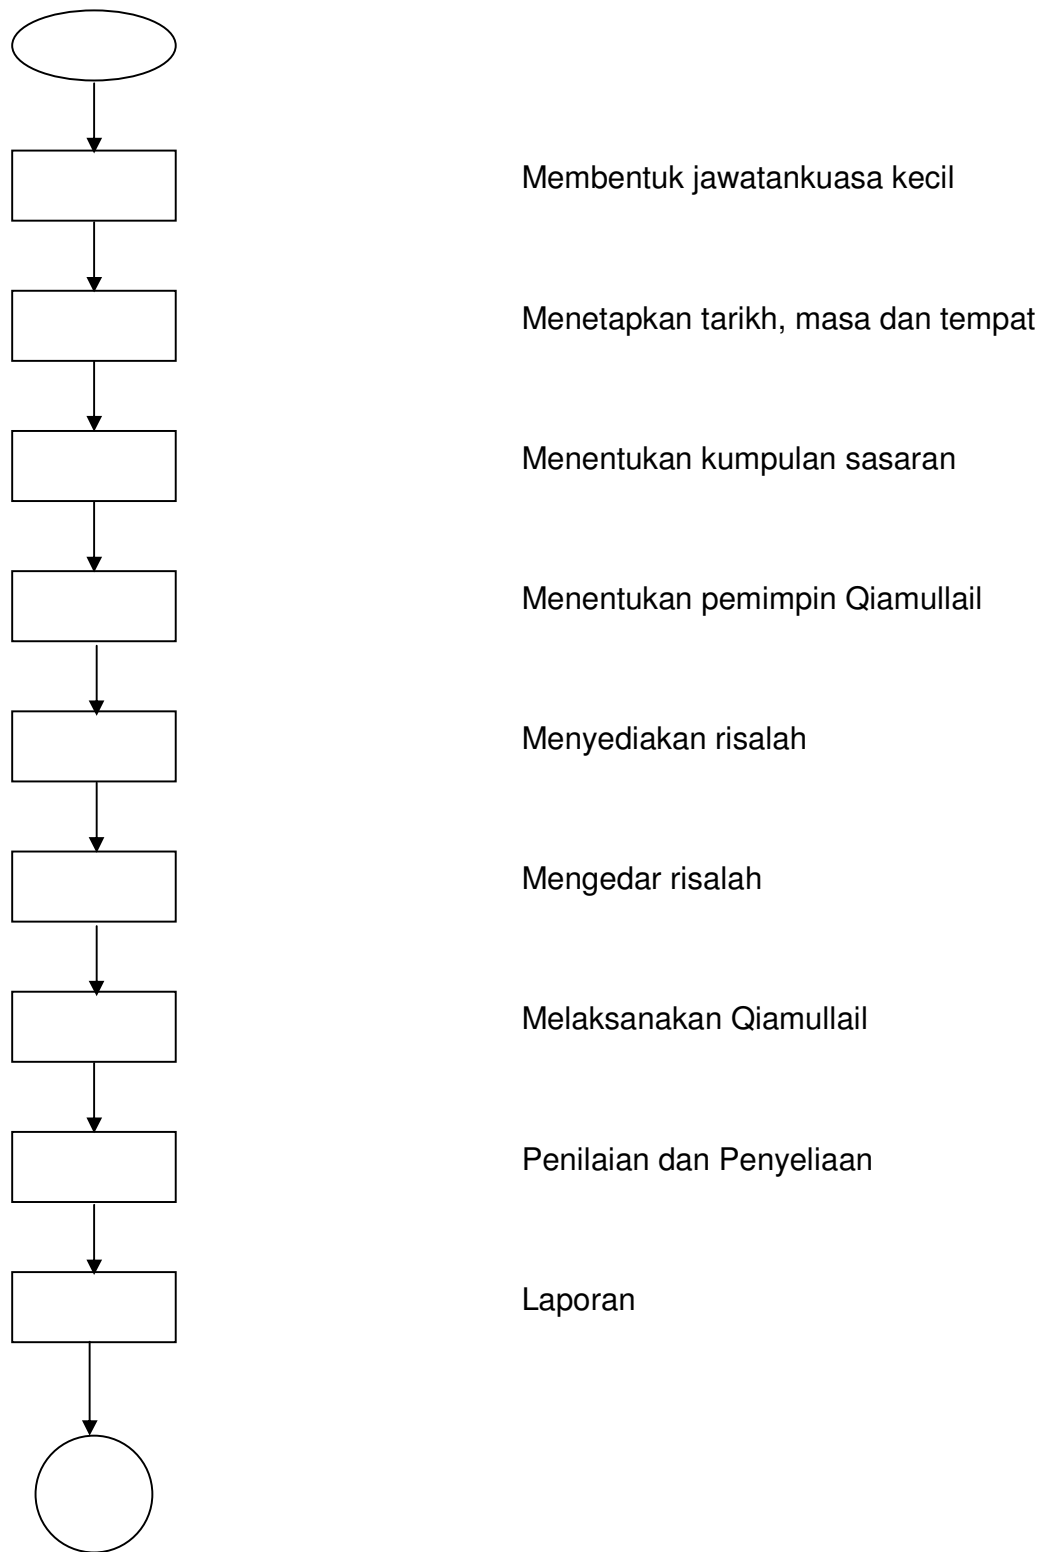 Membentuk jawatankuasa kecil
Menetapkan tarikh, masa dan tempat
Menentukan kumpulan sasaran
Menentukan pemimpin Qiamullail
Menyediakan risalah
Mengedar risalah
Melaksanakan Qiamullail
Penilaian dan Penyeliaan
Laporan